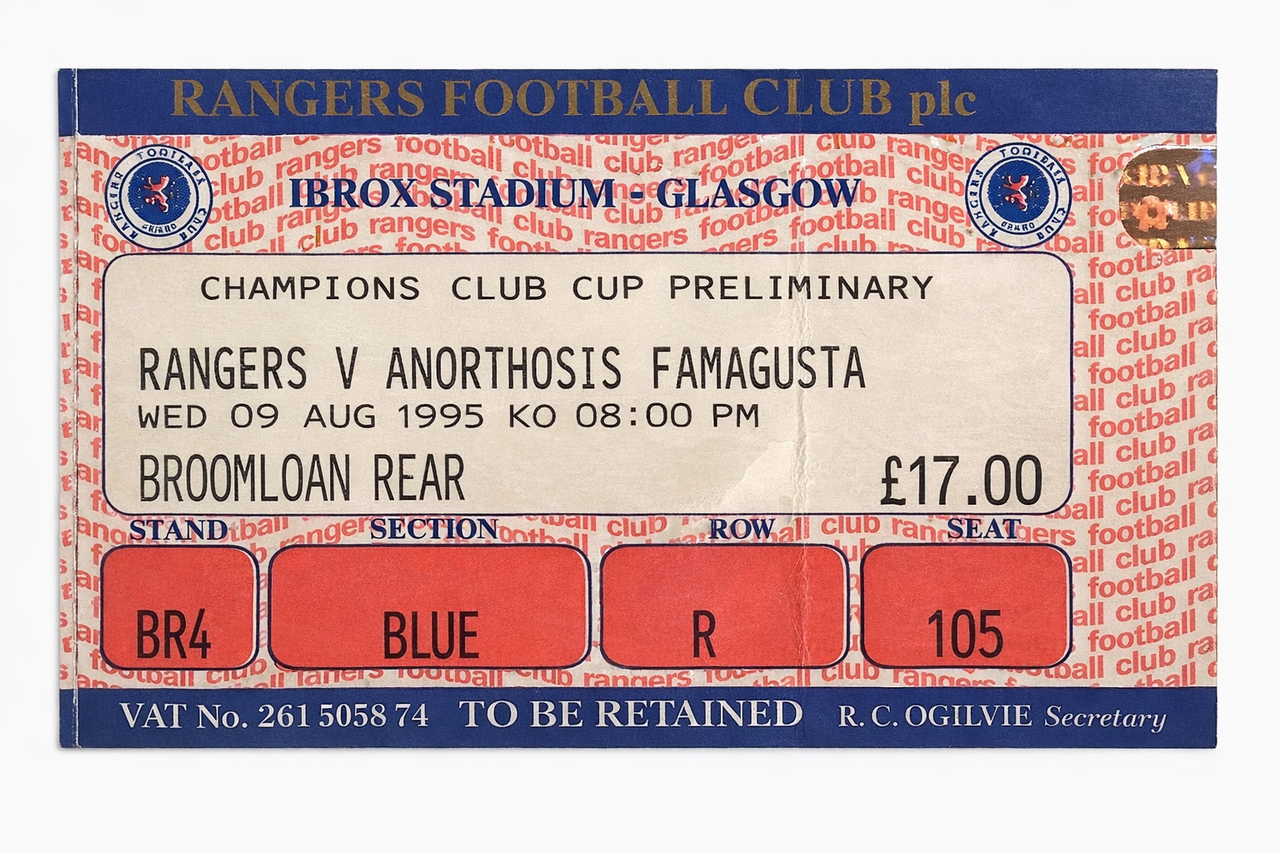 RANGERS FOOTBALL CLUB plc
IBROX STADIUM - GLASGOW
CHAMPIONS CLUB CUP PRELIMINARY
RANGERS V ANORTHOSIS FAMAGUSTA
WED 09 AUG 1995 KO 08:00 PM
BROOMLOAN REAR £17.00
STAND SECTION ROW SEAT
BR4 BLUE R 105
VAT No. 261 5058 74 TO BE RETAINED R. C. OGILVIE Secretary